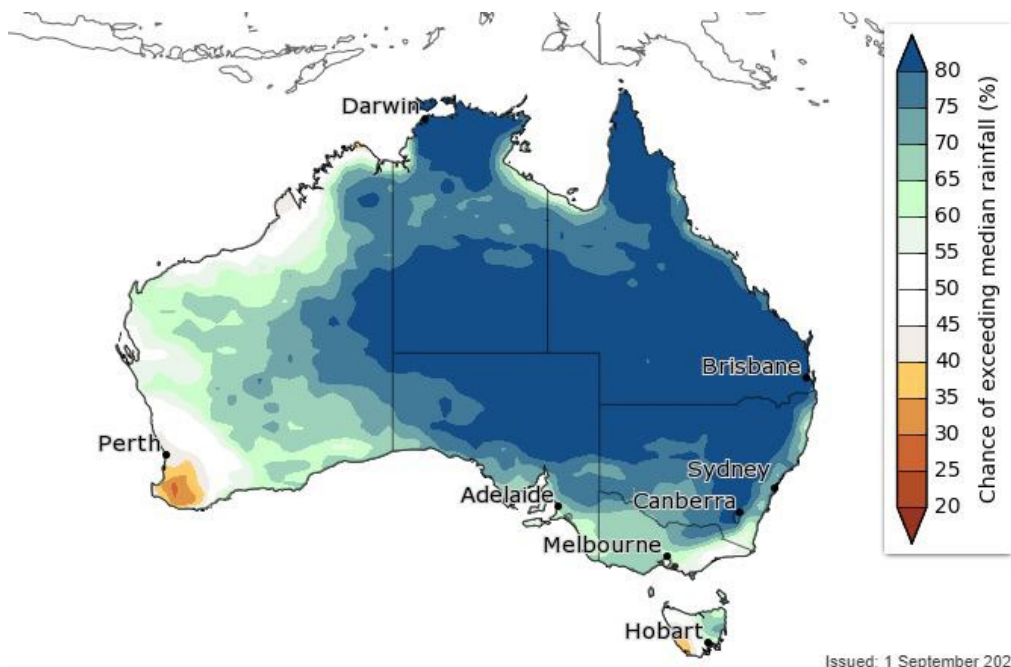 Darwin
Brisbane
Perth
Sydney
Adelaide
Canberra
Melbourne
Hobart
80
75
70
65
60
55
50
45
40
35
30
25
20
Chance of exceeding median rainfall (%)
Issued: 1 September 202